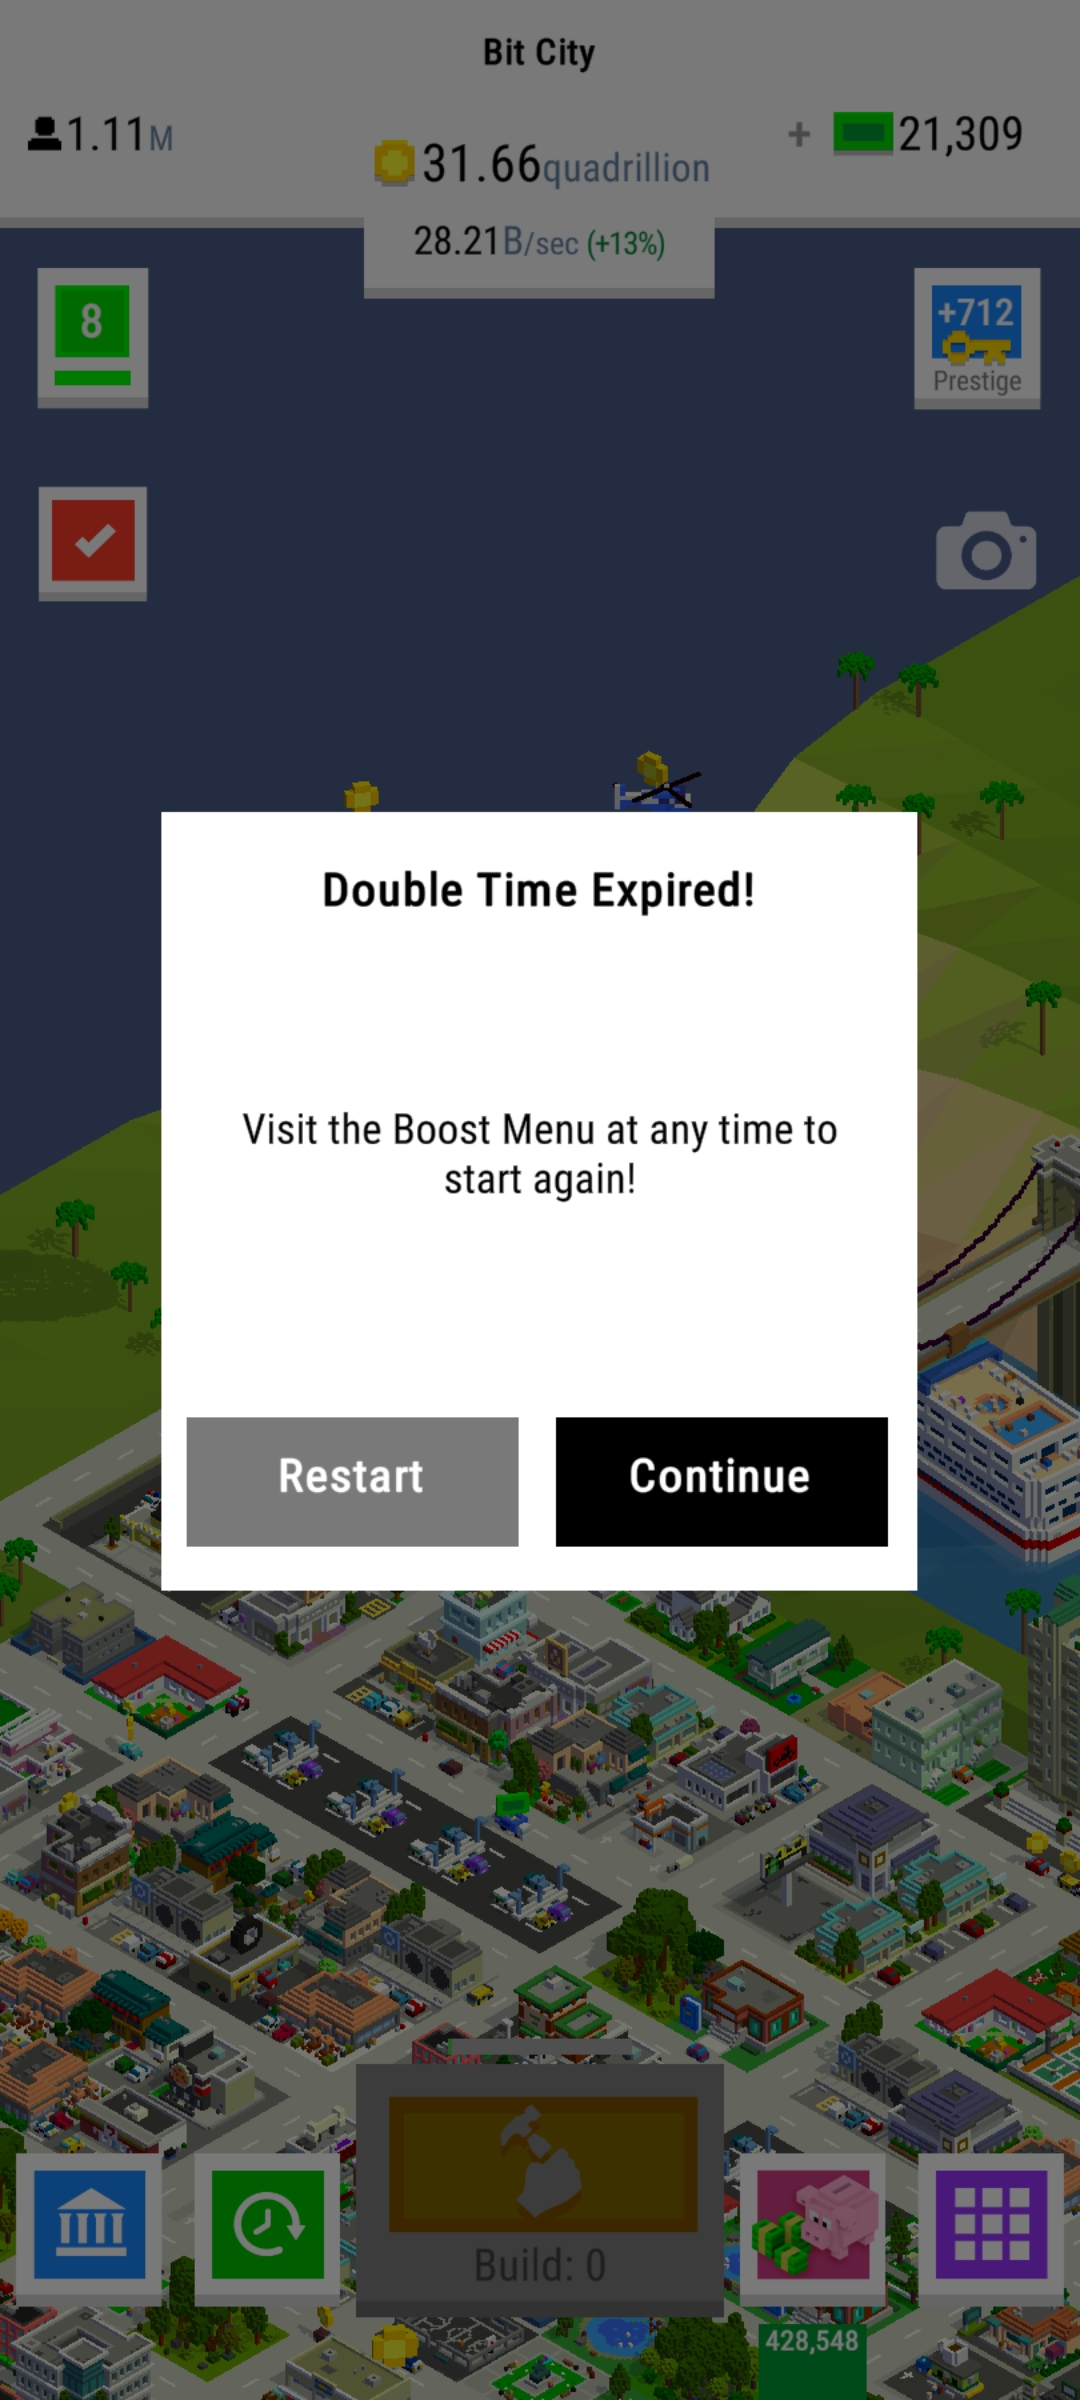 Bit City
1.11M
31.66quadrillion
+ 21,309
28.21B/sec (+13%)
8
+712
Prestige
Double Time Expired!
Visit the Boost Menu at any time to
start again!
Restart
Continue
Build: 0
428,548